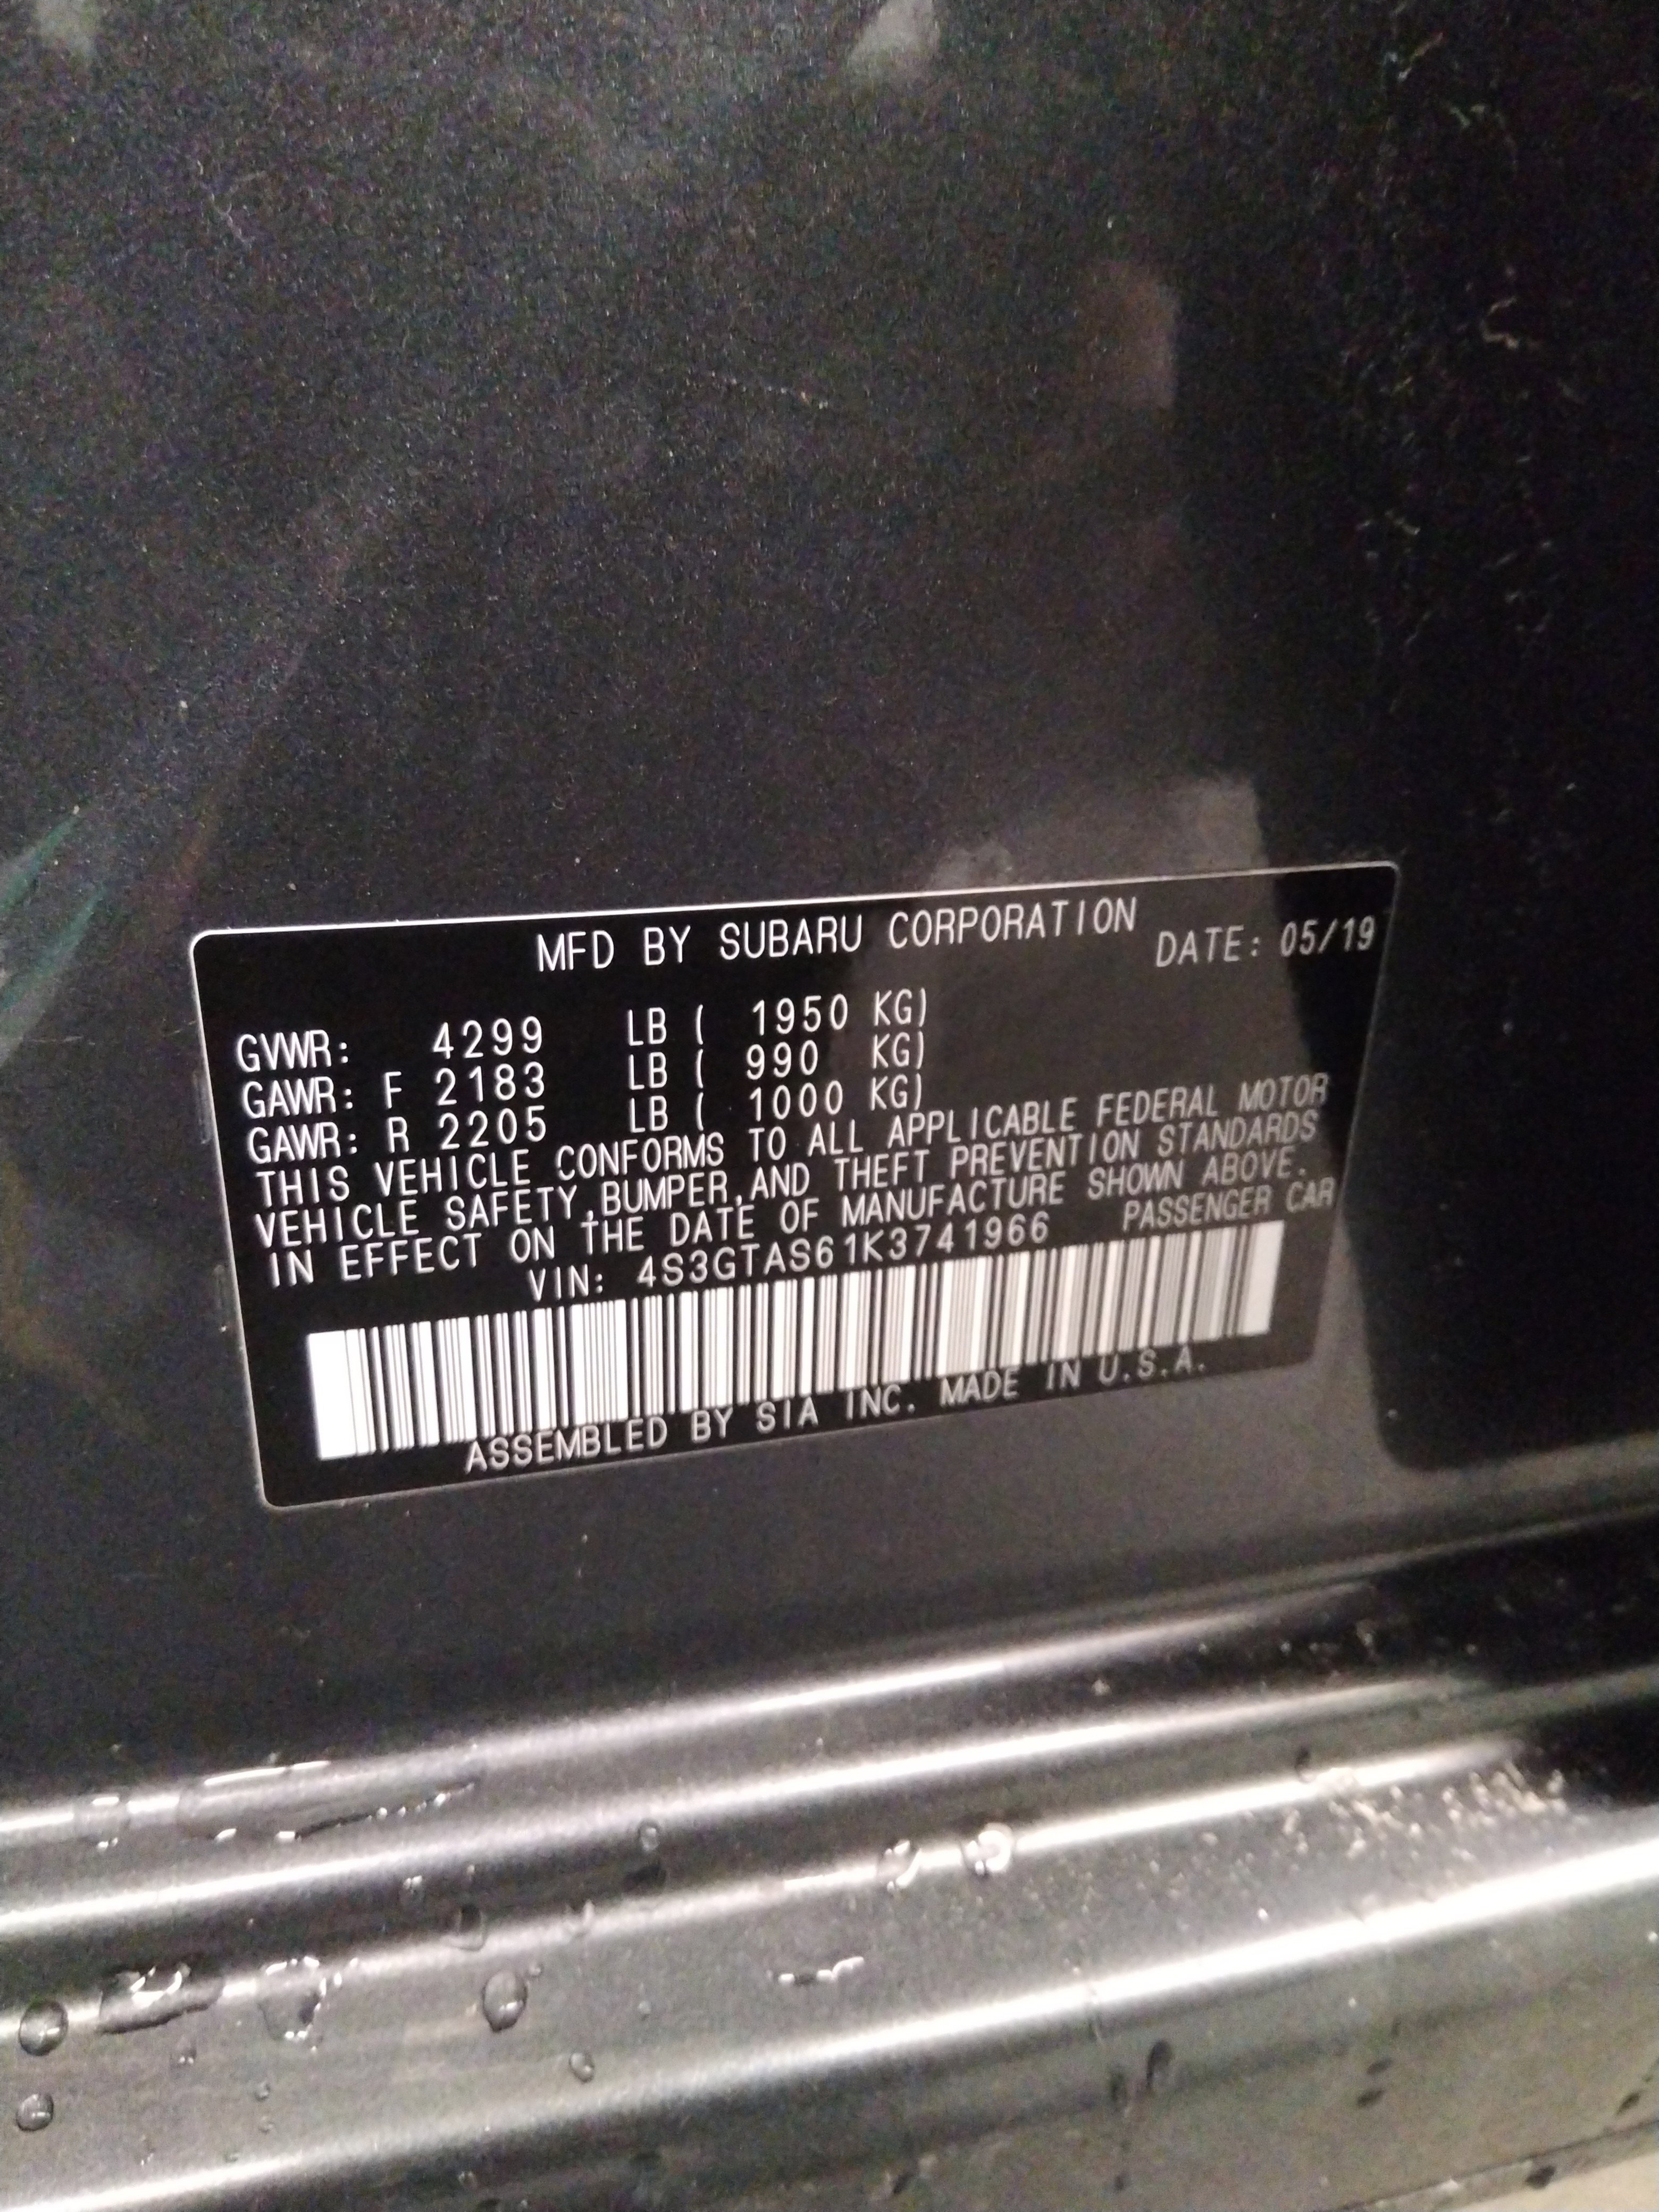 MFD BY SUBARU CORPORATION DATE: 05/19
GVWR: 4299 LB ( 1950 KG)
GAWR: F 2183 LB ( 990 KG)
GAWR: R 2205 LB ( 1000 KG)
THIS VEHICLE CONFORMS TO ALL APPLICABLE FEDERAL MOTOR
VEHICLE SAFETY,BUMPER,AND THEFT PREVENTION STANDARDS
IN EFFECT ON THE DATE OF MANUFACTURE SHOWN ABOVE.
VIN: 4S3GTAS61K3741966 PASSENGER CAR
ASSEMBLED BY SIA INC. MADE IN U.S.A.